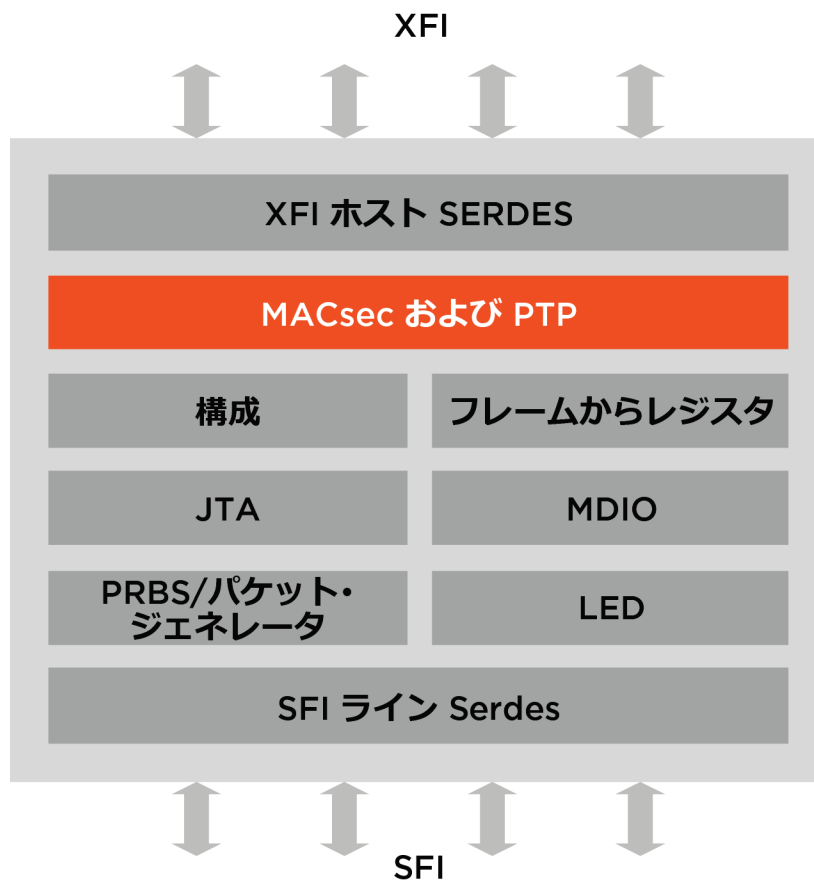 XFI
XFI ホスト SERDES
MACsec および PTP
構成
フレームからレジスタ
JTA
MDIO
PRBS/パケット・
ジェネレータ
LED
SFI ライン Serdes
SFI